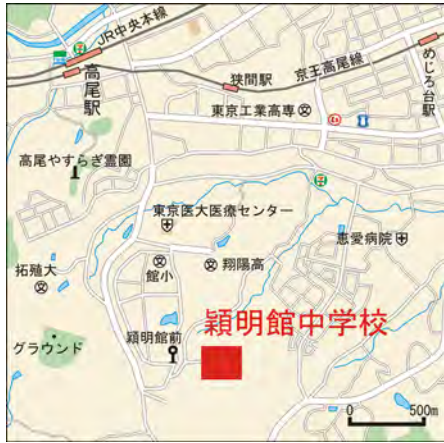 JR中央本線
高尾駅
狭間駅
京王高尾線
めじろ台駅
東京工業高専
高尾やすらぎ霊園
東京医大医療センター
恵愛病院
拓殖大
館小
翔陽高
穎明館中学校
穎明館前
グラウンド
0 500m